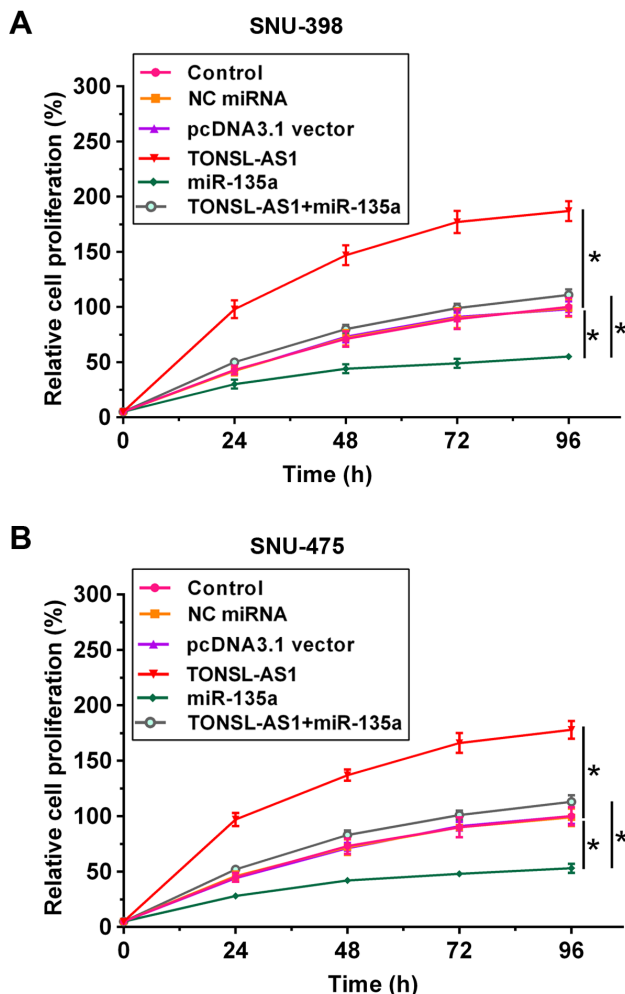 A
SNU-398
Control
NC miRNA
pcDNA3.1 vector
TONSL-AS1
miR-135a
TONSL-AS1+miR-135a
Relative cell proliferation (%)
300
250
200
150
100
50
0
*
*
*
0 24 48 72 96
Time (h)
B
SNU-475
Control
NC miRNA
pcDNA3.1 vector
TONSL-AS1
miR-135a
TONSL-AS1+miR-135a
Relative cell proliferation (%)
300
250
200
150
100
50
0
*
*
*
0 24 48 72 96
Time (h)